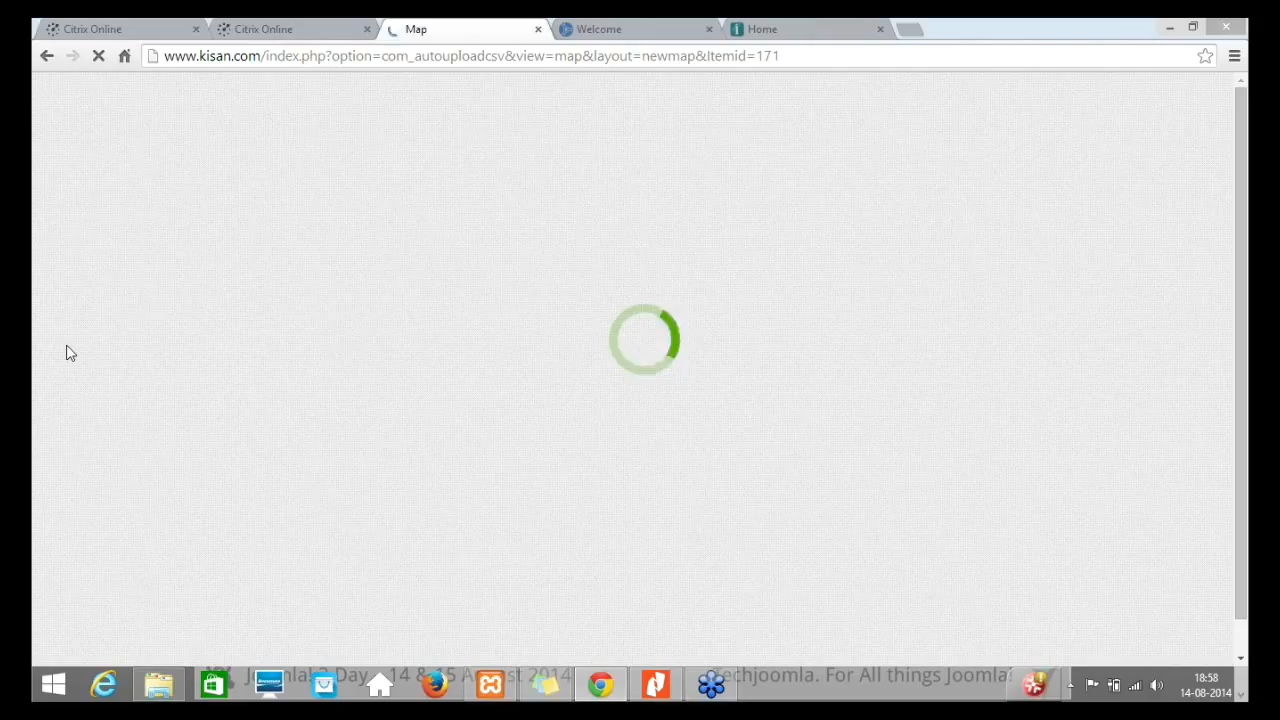 Citrix Online
Citrix Online
Map
Welcome
Home
www.kisan.com/index.php?option=com_autouploadcsv&view=map&layout=newmap&Itemid=171
Day 14 & 15 August 2014
Techjoomla. For All things Joomla!
18:58
14-08-2014